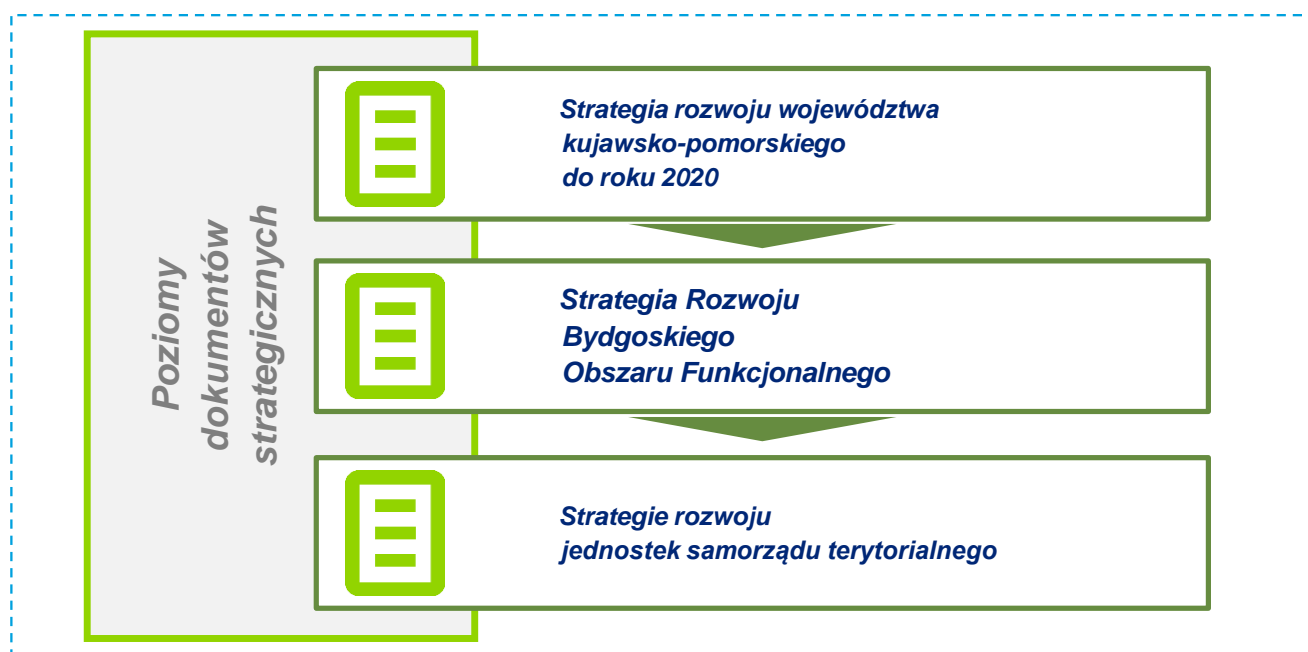 Poziomy
dokumentów
strategicznych
Strategia rozwoju województwa
kujawsko-pomorskiego
do roku 2020
Strategia Rozwoju
Bydgoskiego
Obszaru Funkcjonalnego
Strategie rozwoju
jednostek samorządu terytorialnego